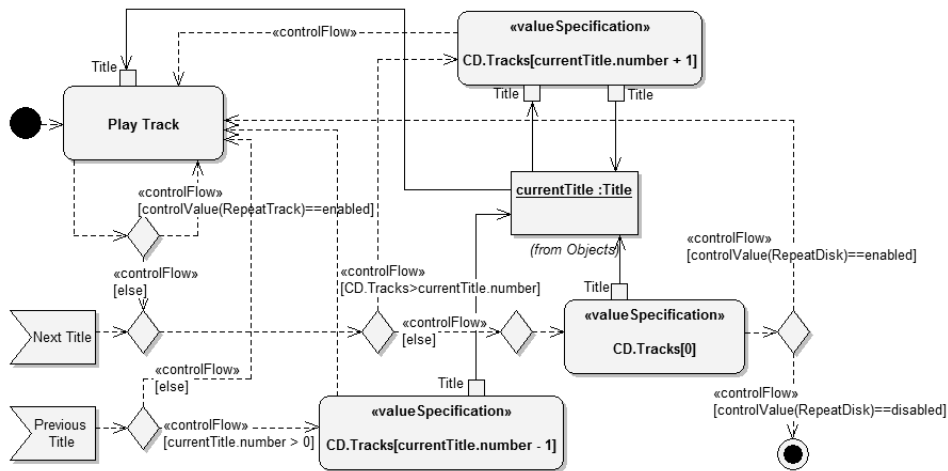 «valueSpecification»
«controlFlow»
CD.Tracks[currentTitle.number + 1]
Title
Title
Title
Play Track
«controlFlow»
[controlValue(RepeatTrack)==enabled]
currentTitle :Title
(from Objects)
«controlFlow»
[controlValue(RepeatDisk)==enabled]
«controlFlow»
[else]
«controlFlow»
[CD.Tracks>currentTitle.number]
Title
Next Title
«controlFlow»
[else]
«valueSpecification»
CD.Tracks[0]
«controlFlow»
[else]
Title
«controlFlow»
[controlValue(RepeatDisk)==disabled]
Previous
Title
«controlFlow»
[currentTitle.number > 0]
«valueSpecification»
CD.Tracks[currentTitle.number - 1]